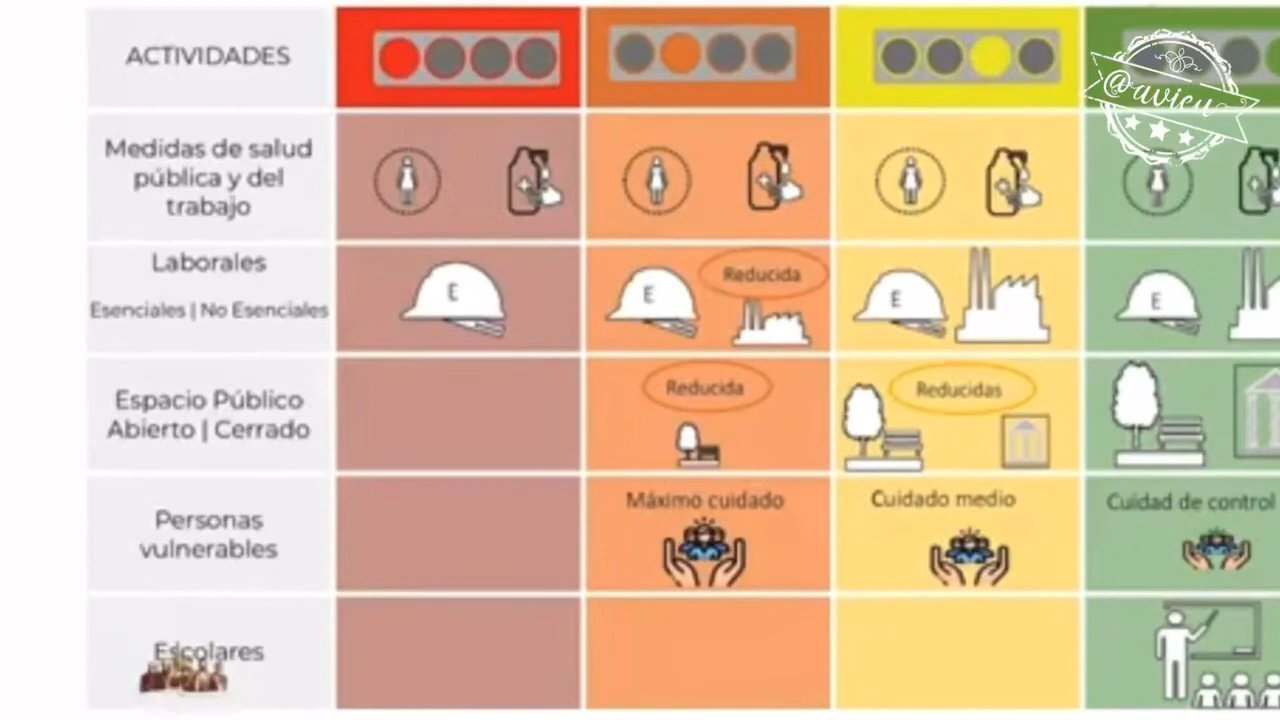 ACTIVIDADES
@avieu
Medidas de salud
pública y del
trabajo
Laborales
Esenciales | No Esenciales
E
E
Reducida
E
E
Espacio Público
Abierto | Cerrado
Reducida
Reducidas
Personas
vulnerables
Máximo cuidado
Cuidado medio
Cuidad de control
Escolares